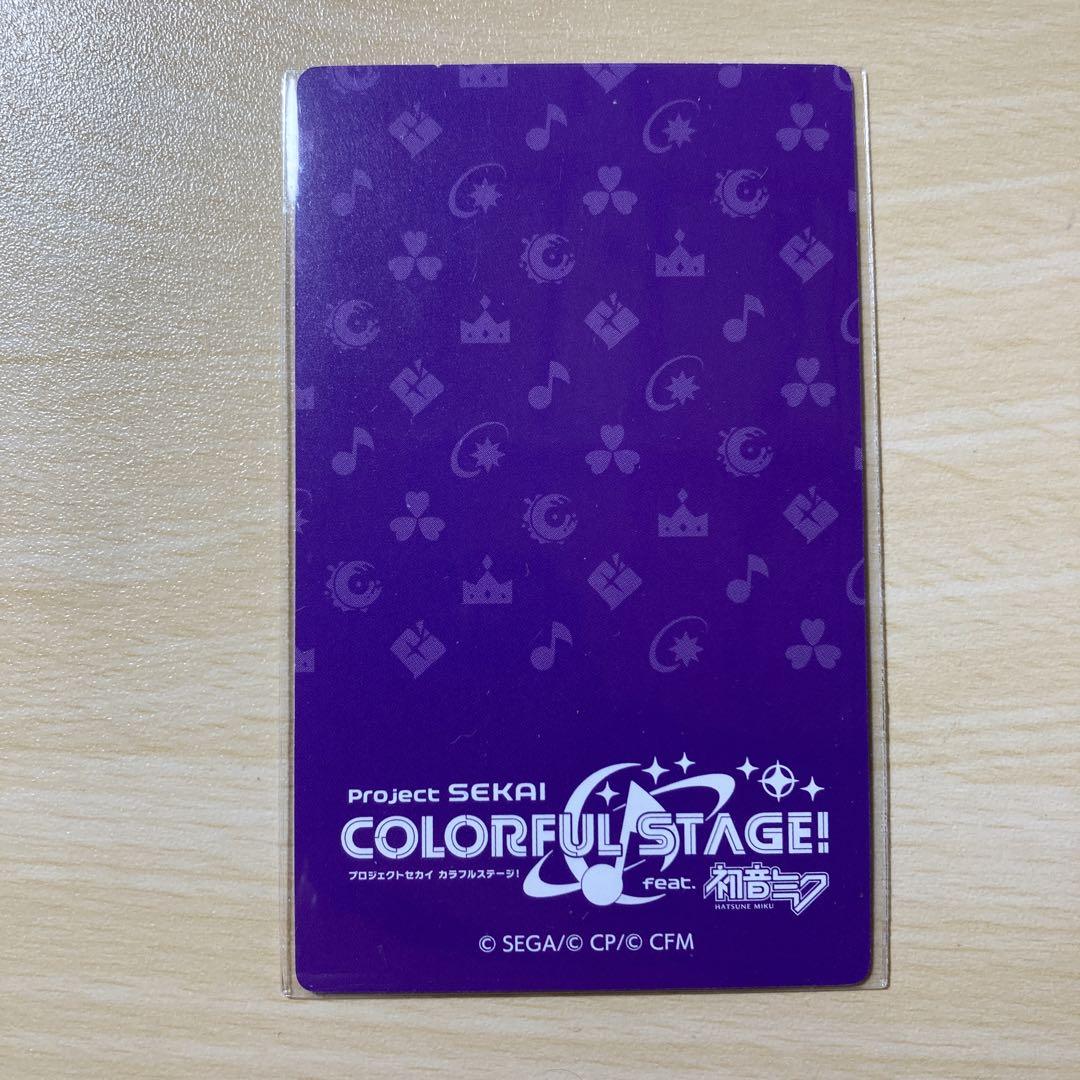 Project SEKAI
COLORFUL STAGE!
プロジェクトセカイ カラフルステージ!
feat. 初音ミク
HATSUNE MIKU
© SEGA/© CP/© CFM